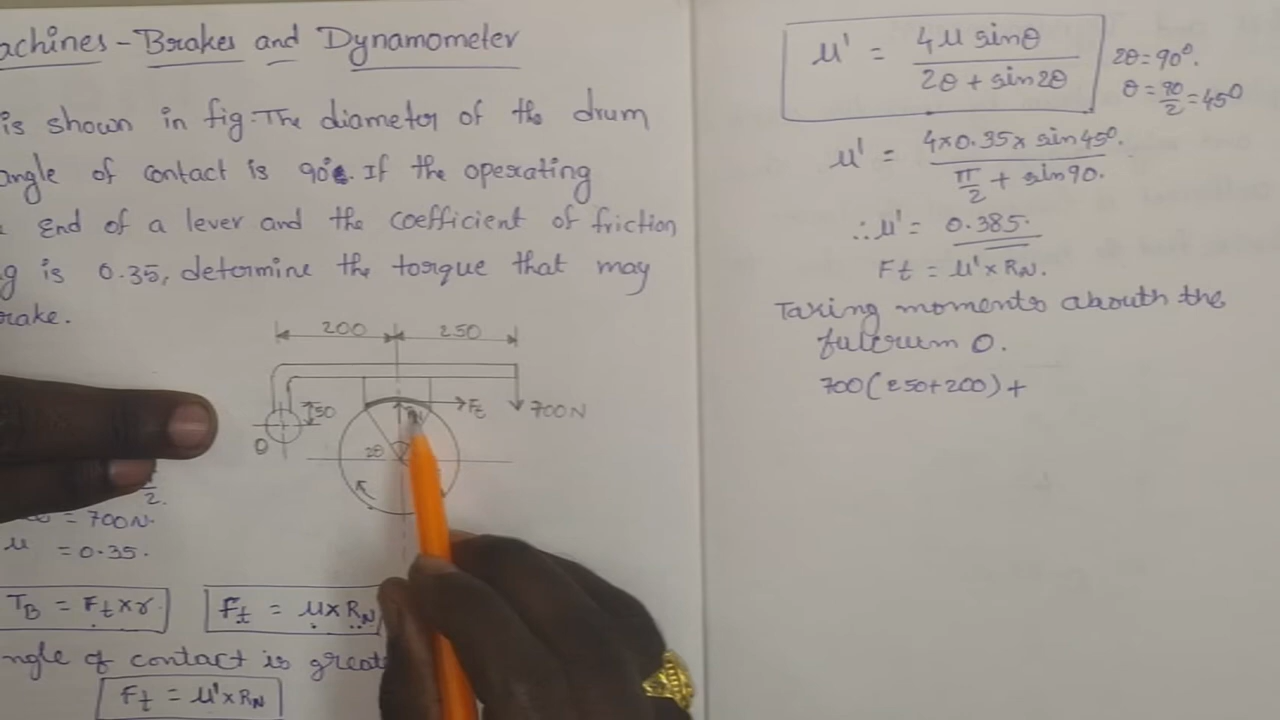 achines - Brakes and Dynamometer
is shown in fig. The diameter of the drum
angle of contact is 90°. If the operating
End of a lever and the coefficient of friction
g is 0.35, determine the torque that may
rake.
200 250
50
Ft
700N
RN
O
2θ
2.
= 700N.
μ = 0.35.
TB = Ft×r Ft = μ×RN
ngle of contact is great
Ft = μ'×RN
μ' = 4μ sinθ / 2θ + sin2θ
2θ = 90°.
θ = 90/2 = 45°
μ' = 4×0.35× sin45°. / π/2 + sin90.
∴ μ' = 0.385.
Ft = μ'×RN.
Taking moments abouth the
fulcrum O.
700(250+200) +